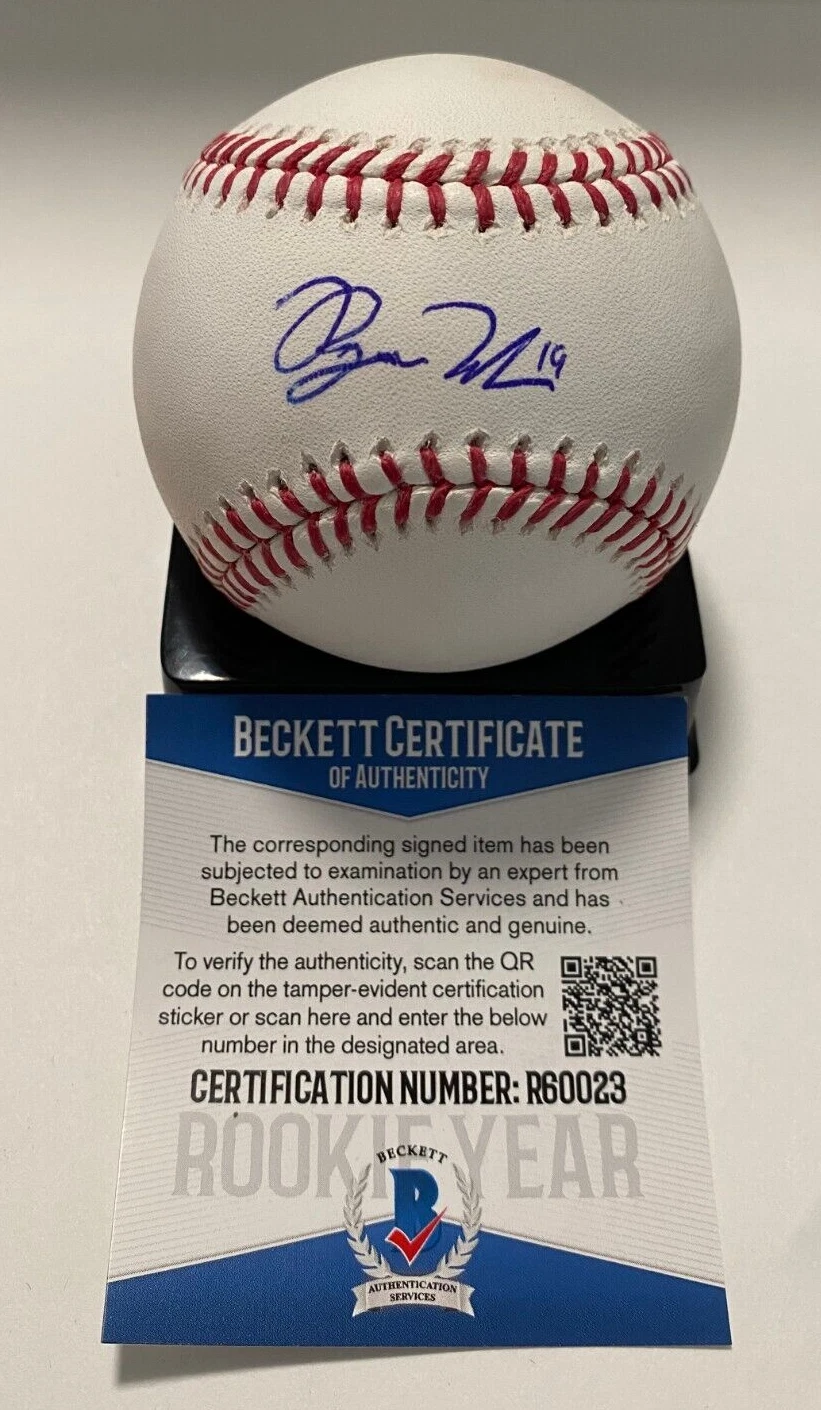 19
BECKETT CERTIFICATE
OF AUTHENTICITY
The corresponding signed item has been
subjected to examination by an expert from
Beckett Authentication Services and has
been deemed authentic and genuine.
To verify the authenticity, scan the QR
code on the tamper-evident certification
sticker or scan here and enter the below
number in the designated area.
CERTIFICATION NUMBER: R60023
ROOKIE YEAR
BECKETT
B
AUTHENTICATION
SERVICES